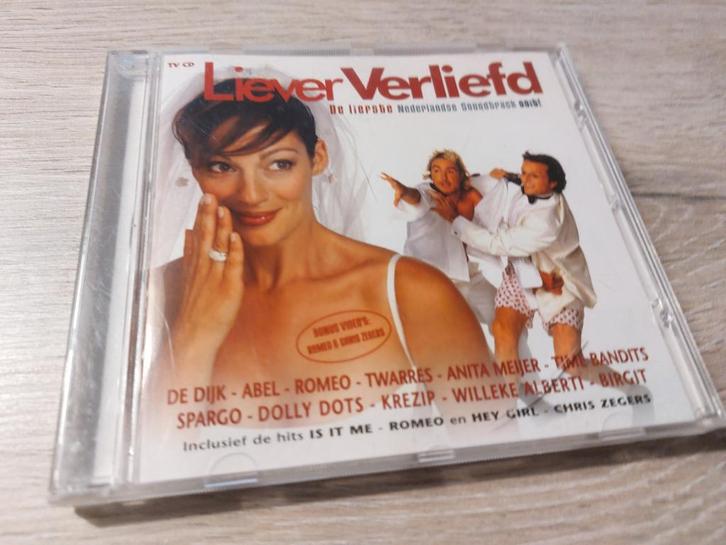 TV CD
Liever Verliefd
De liefste Nederlandse Soundtrack ooit!
BONUS VIDEO'S:
ROMEO & CHRIS ZEGERS
DE DIJK - ABEL - ROMEO - TWARRES - ANITA MEIJER - TIME BANDITS
SPARGO - DOLLY DOTS - KREZIP - WILLEKE ALBERTI - BIRGIT
Inclusief de hits IS IT ME - ROMEO en HEY GIRL - CHRIS ZEGERS